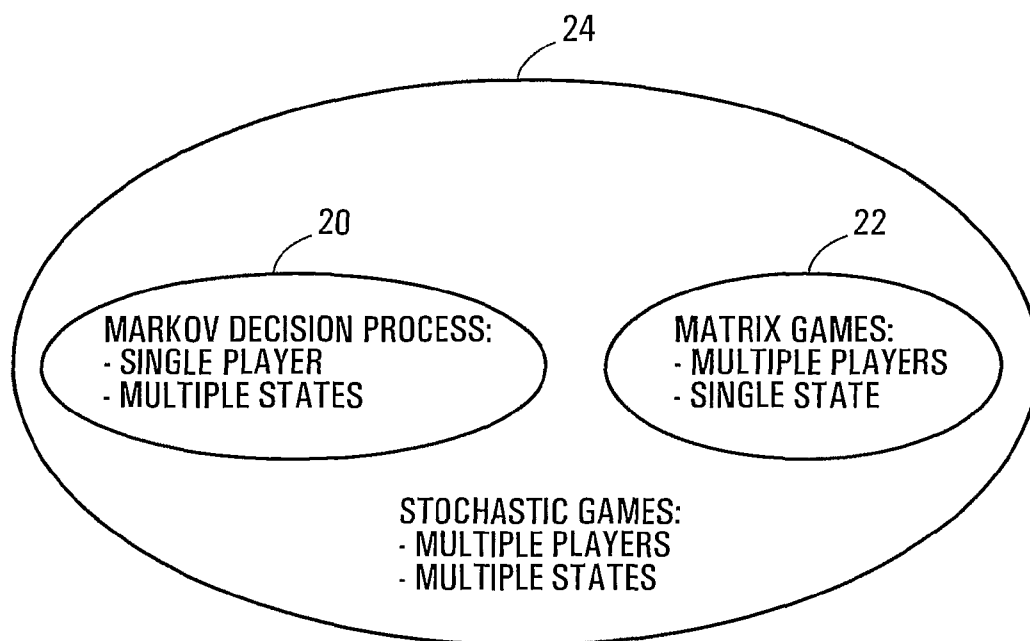 24
20
22
MARKOV DECISION PROCESS:
- SINGLE PLAYER
- MULTIPLE STATES
MATRIX GAMES:
- MULTIPLE PLAYERS
- SINGLE STATE
STOCHASTIC GAMES:
- MULTIPLE PLAYERS
- MULTIPLE STATES